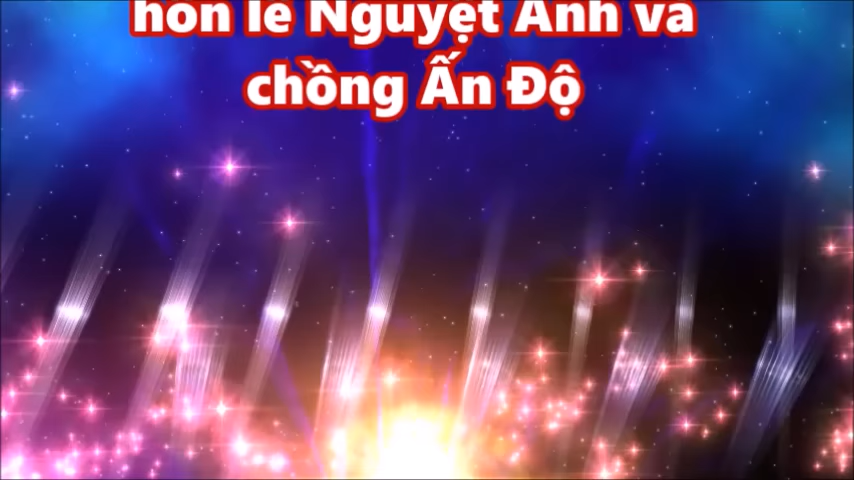 hôn lễ Nguyệt Ánh và
chồng Ấn Độ